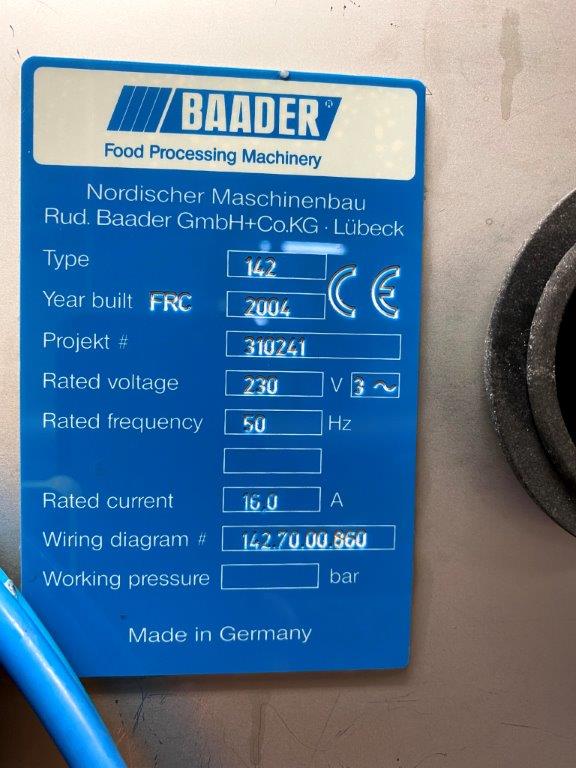 BAADER®
Food Processing Machinery
Nordischer Maschinenbau
Rud. Baader GmbH+Co.KG · Lübeck
Type 142 CE
Year built FRC 2004
Projekt # 310241
Rated voltage 230 V 3 ~
Rated frequency 50 Hz
Rated current 16.0 A
Wiring diagram # 142.70.00.860
Working pressure bar
Made in Germany